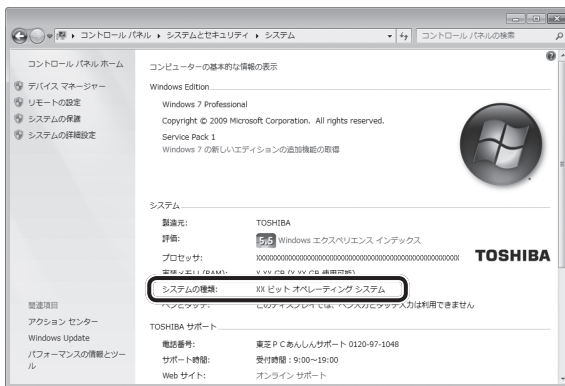 コントロール パネル ▸ システムとセキュリティ ▸ システム
コントロール パネルの検索
コントロール パネル ホーム
デバイス マネージャー
リモートの設定
システムの保護
システムの詳細設定
コンピューターの基本的な情報の表示
Windows Edition
Windows 7 Professional
Copyright © 2009 Microsoft Corporation. All rights reserved.
Service Pack 1
Windows 7 の新しいエディションの追加機能の取得
システム
製造元: TOSHIBA
評価: 5.5 Windows エクスペリエンス インデックス
プロセッサ:
TOSHIBA
実装メモリ (RAM): X.XX GB (X.XX GB 使用可能)
システムの種類: XX ビット オペレーティング システム
ペンとタッチ: このディスプレイでは、ペン入力とタッチ入力は利用できません
TOSHIBA サポート
電話番号: 東芝ＰＣあんしんサポート 0120-97-1048
サポート時間: 受付時間：9:00～19:00
Web サイト: オンライン サポート
関連項目
アクション センター
Windows Update
パフォーマンスの情報とツー
ル